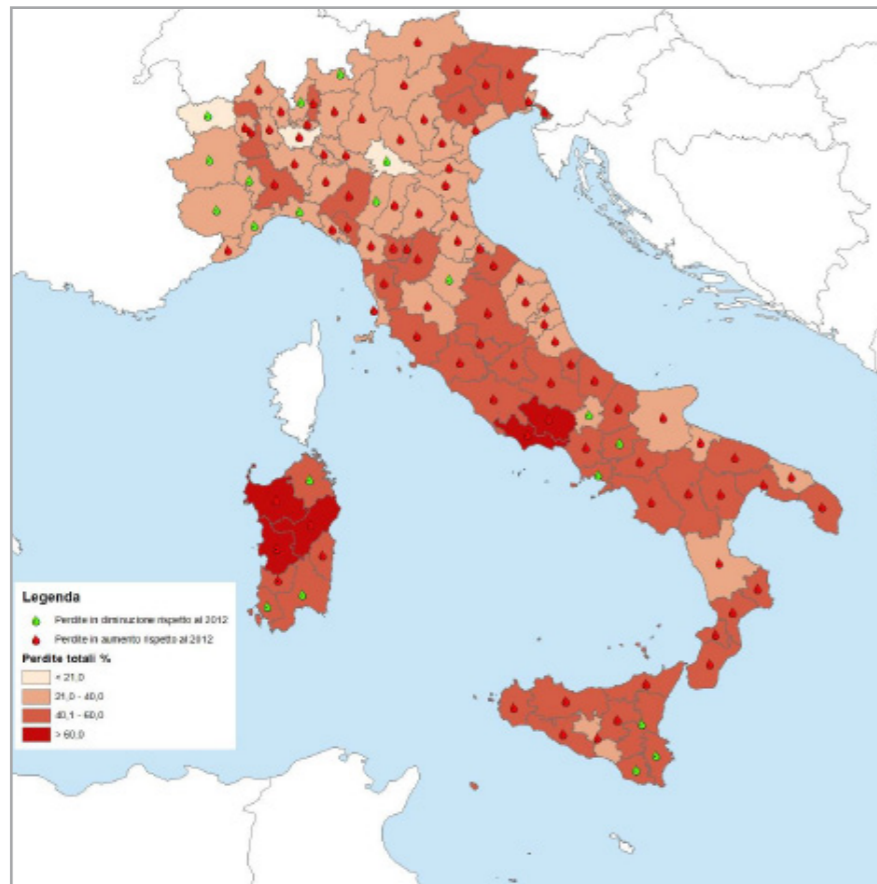 Legenda
Perdite in diminuzione rispetto al 2012
Perdite in aumento rispetto al 2012
Perdite totali %
< 21,0
21,0 - 40,0
40,1 - 60,0
> 60,0